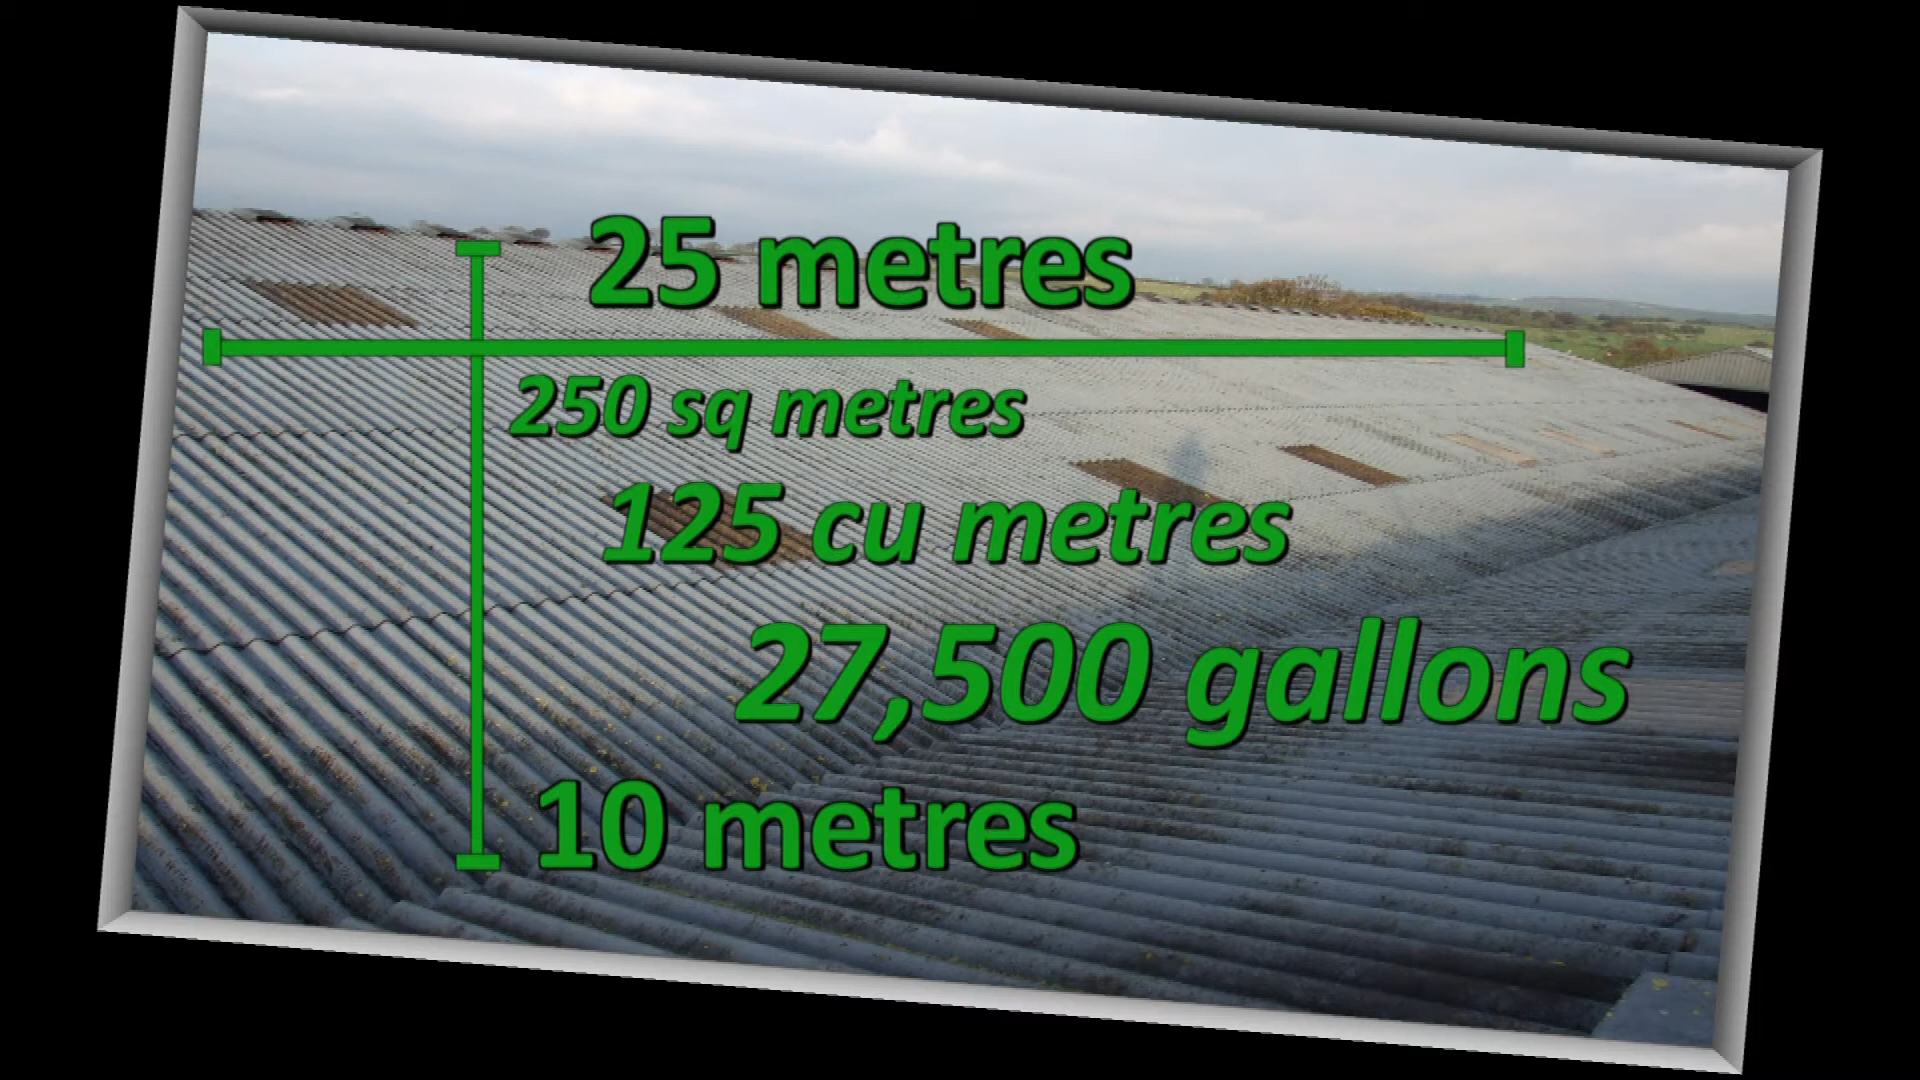 25 metres
250 sq metres
125 cu metres
27,500 gallons
10 metres